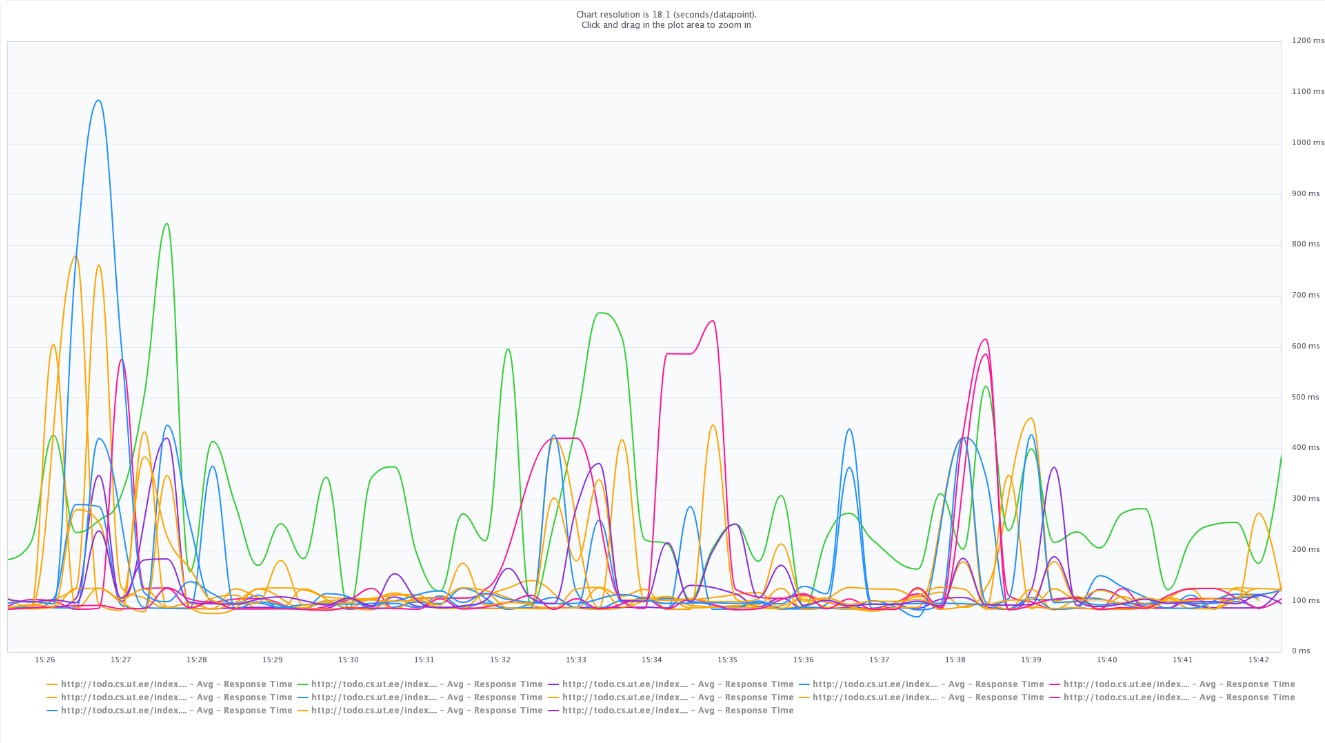 Chart resolution is 18:1 (seconds/datapoint).
Click and drag in the plot area to zoom in
1200 ms
1100 ms
1000 ms
900 ms
800 ms
700 ms
600 ms
500 ms
400 ms
300 ms
200 ms
100 ms
0 ms
15:26 15:27 15:28 15:29 15:30 15:31 15:32 15:33 15:34 15:35 15:36 15:37 15:38 15:39 15:40 15:41 15:42
http://todo.cs.ut.ee/index.... - Avg - Response Time http://todo.cs.ut.ee/index.... - Avg - Response Time http://todo.cs.ut.ee/index.... - Avg - Response Time http://todo.cs.ut.ee/index.... - Avg - Response Time http://todo.cs.ut.ee/index.... - Avg - Response Time
http://todo.cs.ut.ee/index.... - Avg - Response Time http://todo.cs.ut.ee/index.... - Avg - Response Time http://todo.cs.ut.ee/index.... - Avg - Response Time http://todo.cs.ut.ee/index.... - Avg - Response Time http://todo.cs.ut.ee/index.... - Avg - Response Time
http://todo.cs.ut.ee/index.... - Avg - Response Time http://todo.cs.ut.ee/index.... - Avg - Response Time http://todo.cs.ut.ee/index.... - Avg - Response Time